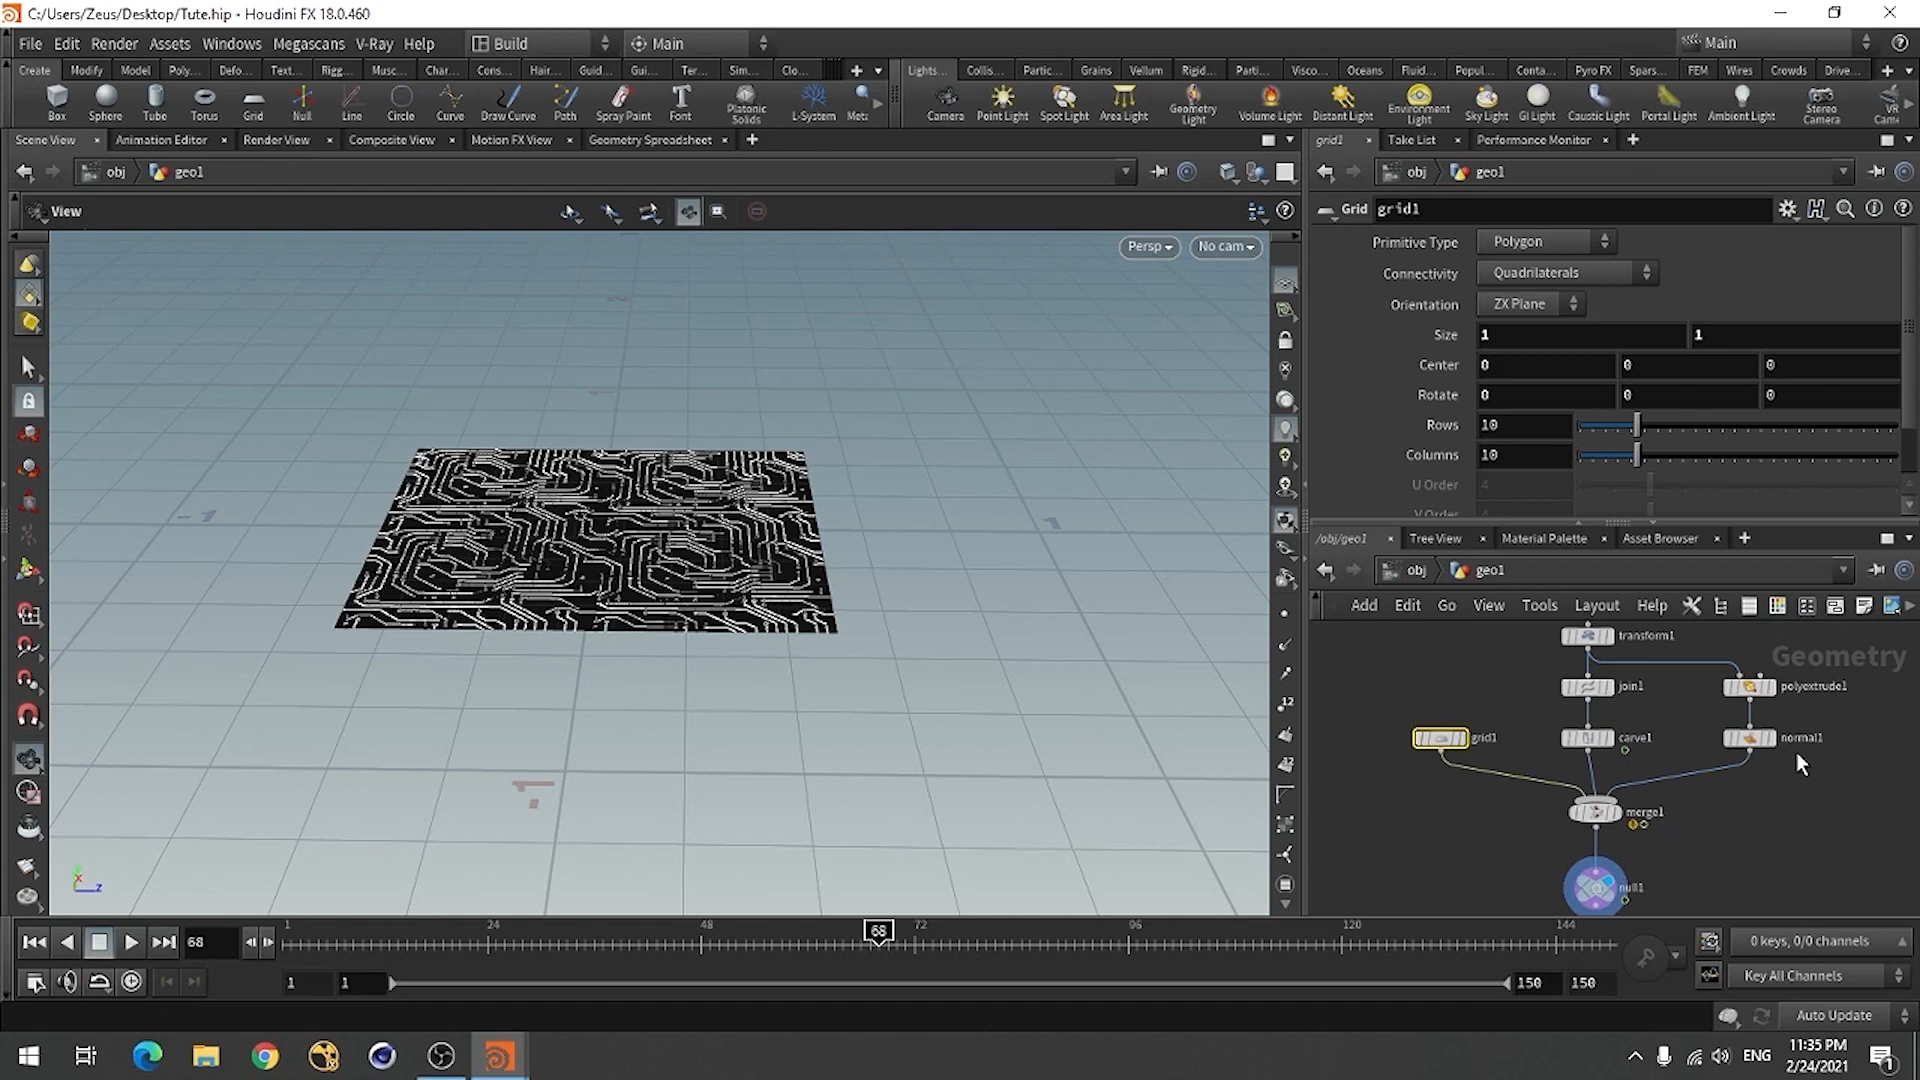 C:/Users/Zeus/Desktop/Tute.hip - Houdini FX 18.0.460
File Edit Render Assets Windows Megascans V-Ray Help Build Main Main
Create Modify Model Poly... Defo... Text... Rigg... Musc... Char... Cons... Hair... Guid... Gui... Ter... Sim... Clo... Lights... Collis... Partic... Grains Vellum Rigid... Parti... Visco... Oceans Fluid... Popul... Conta... Pyro FX Spars... FEM Wires Crowds Drive...
Box Sphere Tube Torus Grid Null Line Circle Curve Draw Curve Path Spray Paint Font Platonic Solids L-System Meta Camera Point Light Spot Light Area Light Geometry Light Volume Light Distant Light Environment Light Sky Light GI Light Caustic Light Portal Light Ambient Light Stereo Camera VR Cam
Scene View Animation Editor Render View Composite View Motion FX View Geometry Spreadsheet grid1 Take List Performance Monitor
obj geo1 obj geo1
View
Grid grid1
Persp No cam
Primitive Type Polygon
Connectivity Quadrilaterals
Orientation ZX Plane
Size 1 1
Center 0 0 0
Rotate 0 0 0
Rows 10
Columns 10
U Order 4
V Order
/obj/geo1 Tree View Material Palette Asset Browser
obj geo1
Add Edit Go View Tools Layout Help
transform1
Geometry
join1 polyextrude1
grid1 carve1 normal1
merge1
null1
-1 1
x z
12
1 24 48 68 72 96 120 144
68
0 keys, 0/0 channels
1 1 150 150
Key All Channels
Auto Update
ENG
11:35 PM
2/24/2021
1